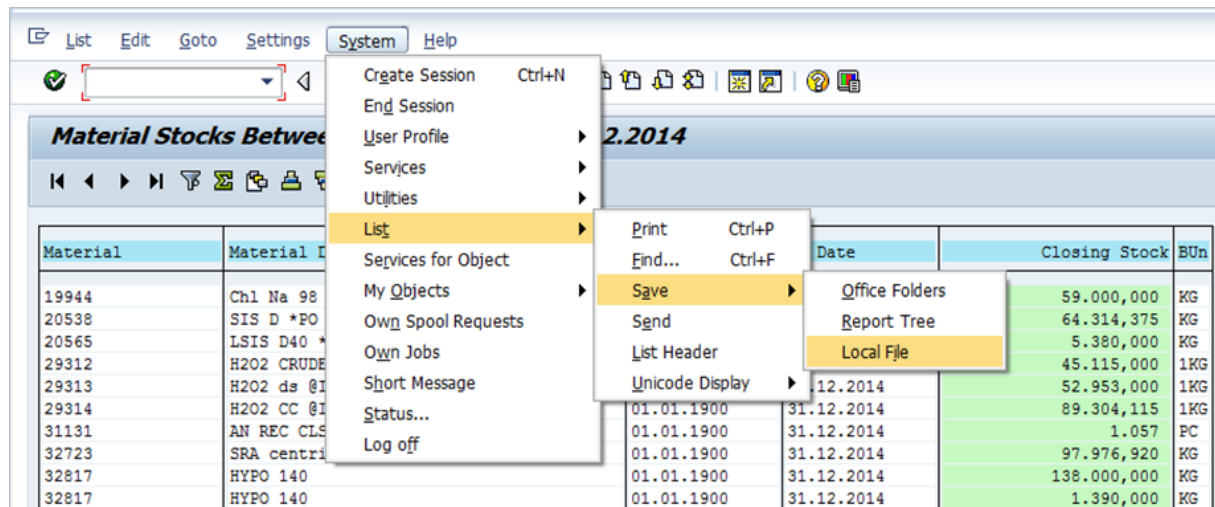 List Edit Goto Settings System Help
Create Session Ctrl+N
End Session
Material Stocks Betwee 2.2014
User Profile
Services
Utilities
List
Print Ctrl+P
Material Material D Date Closing Stock BUn
Services for Object
Find... Ctrl+F
My Objects
Save
Office Folders
19944 Chl Na 98 59.000,000 KG
Own Spool Requests
Send
Report Tree
20538 SIS D *PO 64.314,375 KG
20565 LSIS D40 * 5.380,000 KG
Own Jobs
List Header
Local File
29312 H2O2 CRUDE 45.115,000 1KG
Short Message
Unicode Display
29313 H2O2 ds @I .12.2014 52.953,000 1KG
29314 H2O2 CC @I 01.01.1900 31.12.2014 89.304,115 1KG
Status...
31131 AN REC CLS 01.01.1900 31.12.2014 1.057 PC
Log off
32723 SRA centri 01.01.1900 31.12.2014 97.976,920 KG
32817 HYPO 140 01.01.1900 31.12.2014 138.000,000 KG
32817 HYPO 140 01.01.1900 31.12.2014 1.390,000 KG